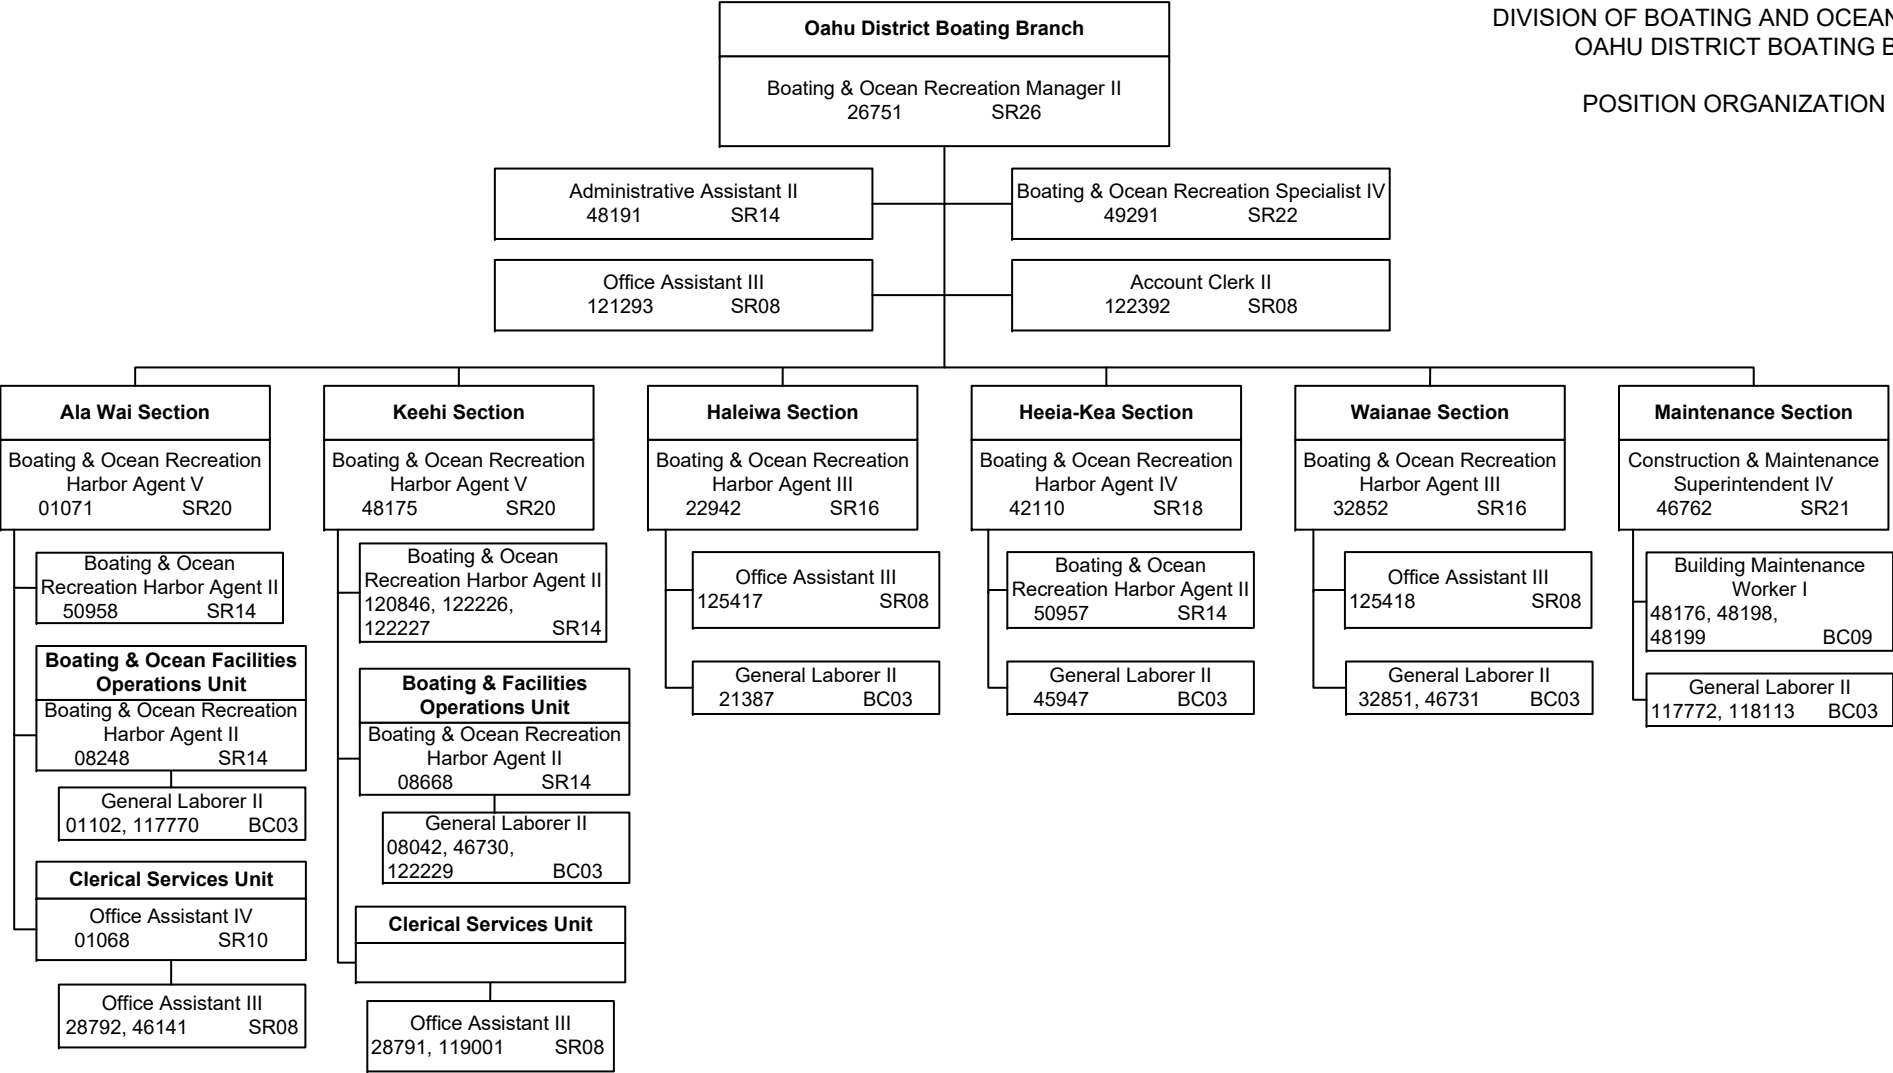 DIVISION OF BOATING AND OCEAN
OAHU DISTRICT BOATING B
POSITION ORGANIZATION
Oahu District Boating Branch
Boating & Ocean Recreation Manager II
26751 SR26
Administrative Assistant II
48191 SR14
Boating & Ocean Recreation Specialist IV
49291 SR22
Office Assistant III
121293 SR08
Account Clerk II
122392 SR08
Ala Wai Section
Boating & Ocean Recreation
Harbor Agent V
01071 SR20
Boating & Ocean
Recreation Harbor Agent II
50958 SR14
Boating & Ocean Facilities
Operations Unit
Boating & Ocean Recreation
Harbor Agent II
08248 SR14
General Laborer II
01102, 117770 BC03
Clerical Services Unit
Office Assistant IV
01068 SR10
Office Assistant III
28792, 46141 SR08
Keehi Section
Boating & Ocean Recreation
Harbor Agent V
48175 SR20
Boating & Ocean
Recreation Harbor Agent II
120846, 122226,
122227 SR14
Boating & Facilities
Operations Unit
Boating & Ocean Recreation
Harbor Agent II
08668 SR14
General Laborer II
08042, 46730,
122229 BC03
Clerical Services Unit
Office Assistant III
28791, 119001 SR08
Haleiwa Section
Boating & Ocean Recreation
Harbor Agent III
22942 SR16
Office Assistant III
125417 SR08
General Laborer II
21387 BC03
Heeia-Kea Section
Boating & Ocean Recreation
Harbor Agent IV
42110 SR18
Boating & Ocean
Recreation Harbor Agent II
50957 SR14
General Laborer II
45947 BC03
Waianae Section
Boating & Ocean Recreation
Harbor Agent III
32852 SR16
Office Assistant III
125418 SR08
General Laborer II
32851, 46731 BC03
Maintenance Section
Construction & Maintenance
Superintendent IV
46762 SR21
Building Maintenance
Worker I
48176, 48198,
48199 BC09
General Laborer II
117772, 118113 BC03